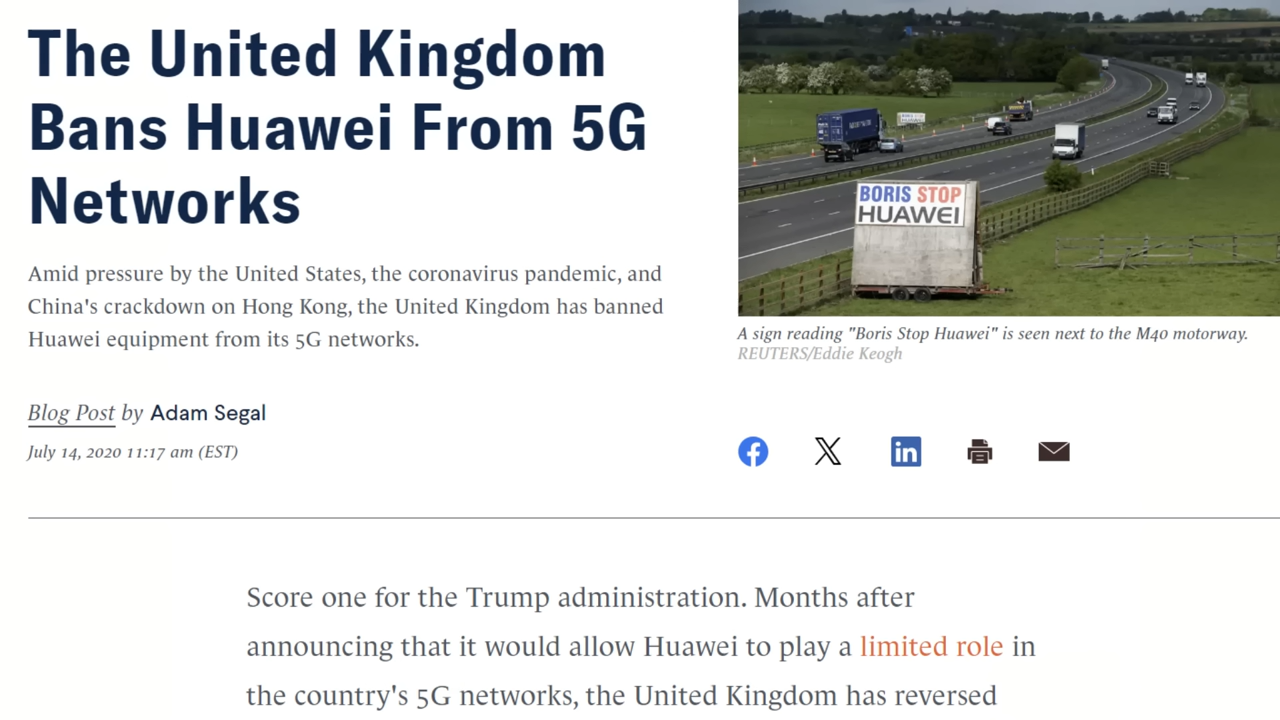 The United Kingdom
Bans Huawei From 5G
Networks
Amid pressure by the United States, the coronavirus pandemic, and
China's crackdown on Hong Kong, the United Kingdom has banned
Huawei equipment from its 5G networks.
Blog Post by Adam Segal
July 14, 2020 11:17 am (EST)
BORIS STOP
HUAWEI
A sign reading "Boris Stop Huawei" is seen next to the M40 motorway.
REUTERS/Eddie Keogh
Score one for the Trump administration. Months after
announcing that it would allow Huawei to play a limited role in
the country's 5G networks, the United Kingdom has reversed